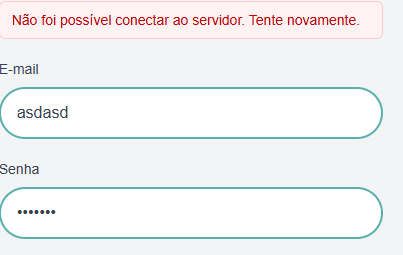 Não foi possível conectar ao servidor. Tente novamente.
E-mail
asdasd
Senha
•••••••